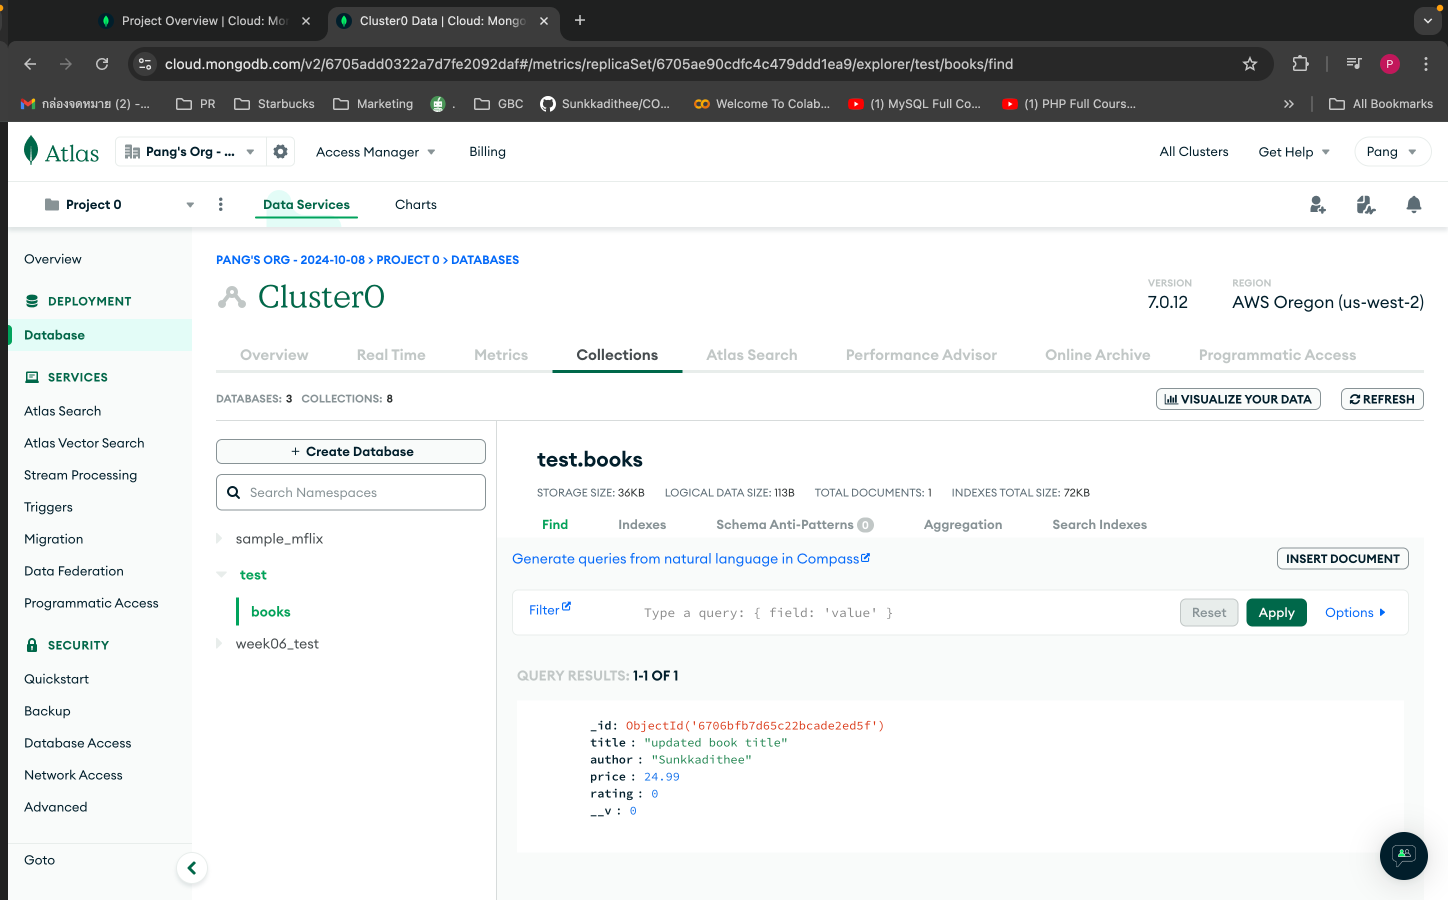 Project Overview | Cloud: Mo
Cluster0 Data | Cloud: Mongo
cloud.mongodb.com/v2/6705add0322a7d7fe2092daf#/metrics/replicaSet/6705ae90cdfc4c479ddd1ea9/explorer/test/books/find
P
กล่องจดหมาย (2) -...
PR
Starbucks
Marketing
.
GBC
Sunkkadithee/CO...
Welcome To Colab...
(1) MySQL Full Co...
(1) PHP Full Cours...
»
All Bookmarks
Atlas
Pang's Org - ...
Access Manager
Billing
All Clusters
Get Help
Pang
Project 0
Data Services
Charts
Overview
DEPLOYMENT
Database
SERVICES
Atlas Search
Atlas Vector Search
Stream Processing
Triggers
Migration
Data Federation
Programmatic Access
SECURITY
Quickstart
Backup
Database Access
Network Access
Advanced
Goto
PANG'S ORG - 2024-10-08 > PROJECT 0 > DATABASES
Cluster0
VERSION
7.0.12
REGION
AWS Oregon (us-west-2)
Overview
Real Time
Metrics
Collections
Atlas Search
Performance Advisor
Online Archive
Programmatic Access
DATABASES: 3 COLLECTIONS: 8
VISUALIZE YOUR DATA
REFRESH
+ Create Database
Search Namespaces
sample_mflix
test
books
week06_test
test.books
STORAGE SIZE: 36KB LOGICAL DATA SIZE: 113B TOTAL DOCUMENTS: 1 INDEXES TOTAL SIZE: 72KB
Find
Indexes
Schema Anti-Patterns 0
Aggregation
Search Indexes
Generate queries from natural language in Compass
INSERT DOCUMENT
Filter
Type a query: { field: 'value' }
Reset
Apply
Options
QUERY RESULTS: 1-1 OF 1
_id: ObjectId('6706bfb7d65c22bcade2ed5f')
title : "updated book title"
author : "Sunkkadithee"
price : 24.99
rating : 0
__v : 0